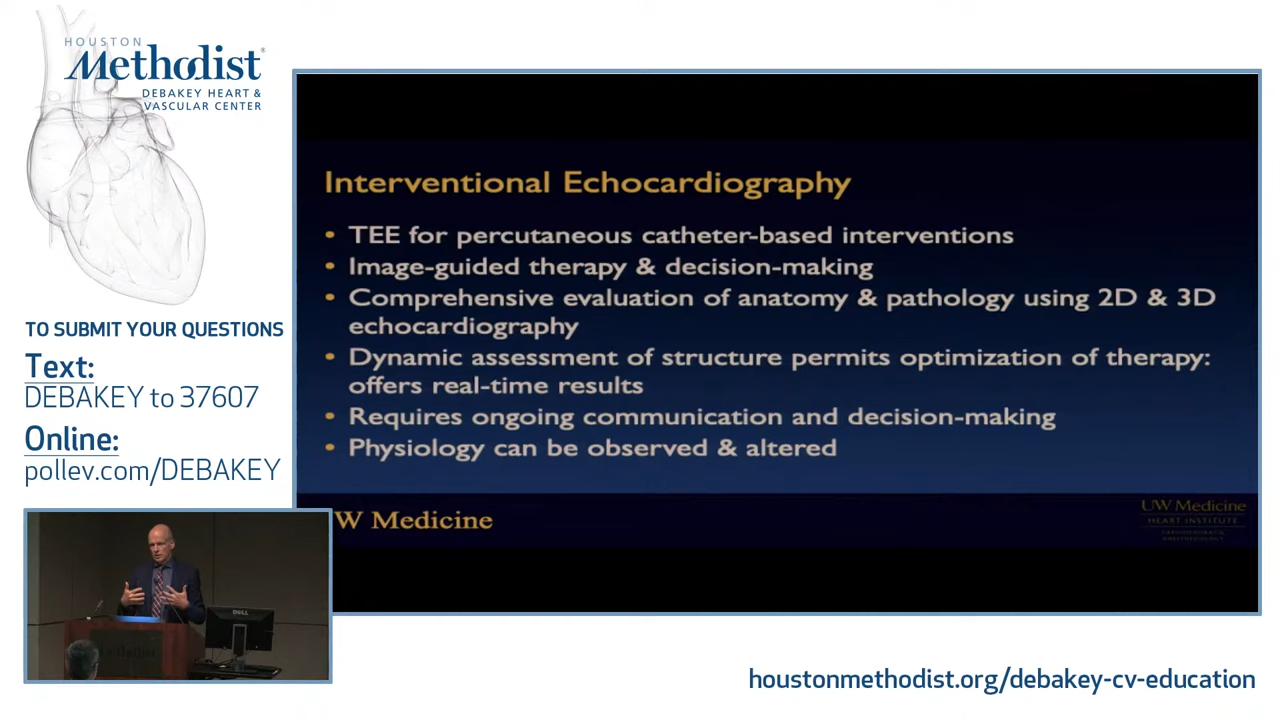 HOUSTON
Methodist®
DEBAKEY HEART &
VASCULAR CENTER
TO SUBMIT YOUR QUESTIONS
Text:
DEBAKEY to 37607
Online:
pollev.com/DEBAKEY
Interventional Echocardiography
• TEE for percutaneous catheter-based interventions
• Image-guided therapy & decision-making
• Comprehensive evaluation of anatomy & pathology using 2D & 3D
echocardiography
• Dynamic assessment of structure permits optimization of therapy:
offers real-time results
• Requires ongoing communication and decision-making
• Physiology can be observed & altered
W Medicine
UW Medicine
HEART INSTITUTE
DELL
Methodist
houstonmethodist.org/debakey-cv-education